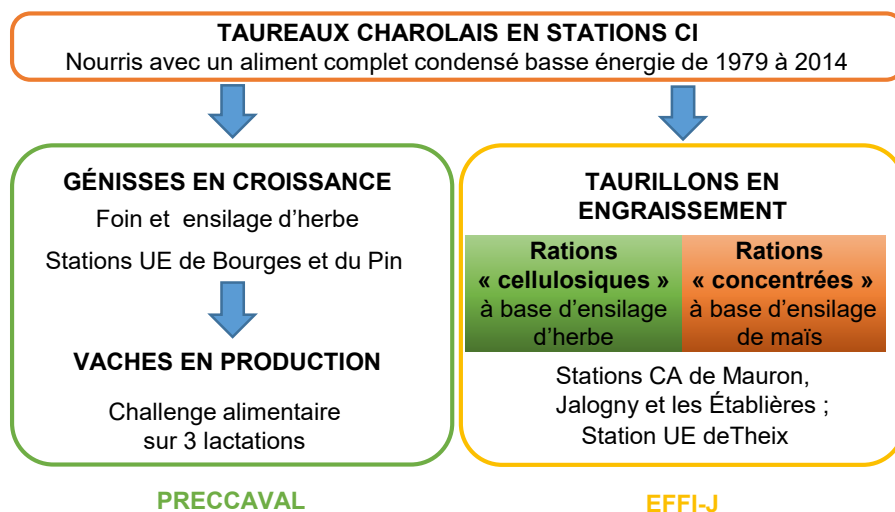 TAUREAUX CHAROLAIS EN STATIONS CI
Nourris avec un aliment complet condensé basse énergie de 1979 à 2014
GÉNISSES EN CROISSANCE
Foin et ensilage d’herbe
Stations UE de Bourges et du Pin
VACHES EN PRODUCTION
Challenge alimentaire
sur 3 lactations
PRECCAVAL
TAURILLONS EN
ENGRAISSEMENT
Rations
« cellulosiques »
à base d’ensilage
d’herbe
Rations
« concentrées »
à base d’ensilage
de maïs
Stations CA de Mauron,
Jalogny et les Établières ;
Station UE deTheix
EFFI-J